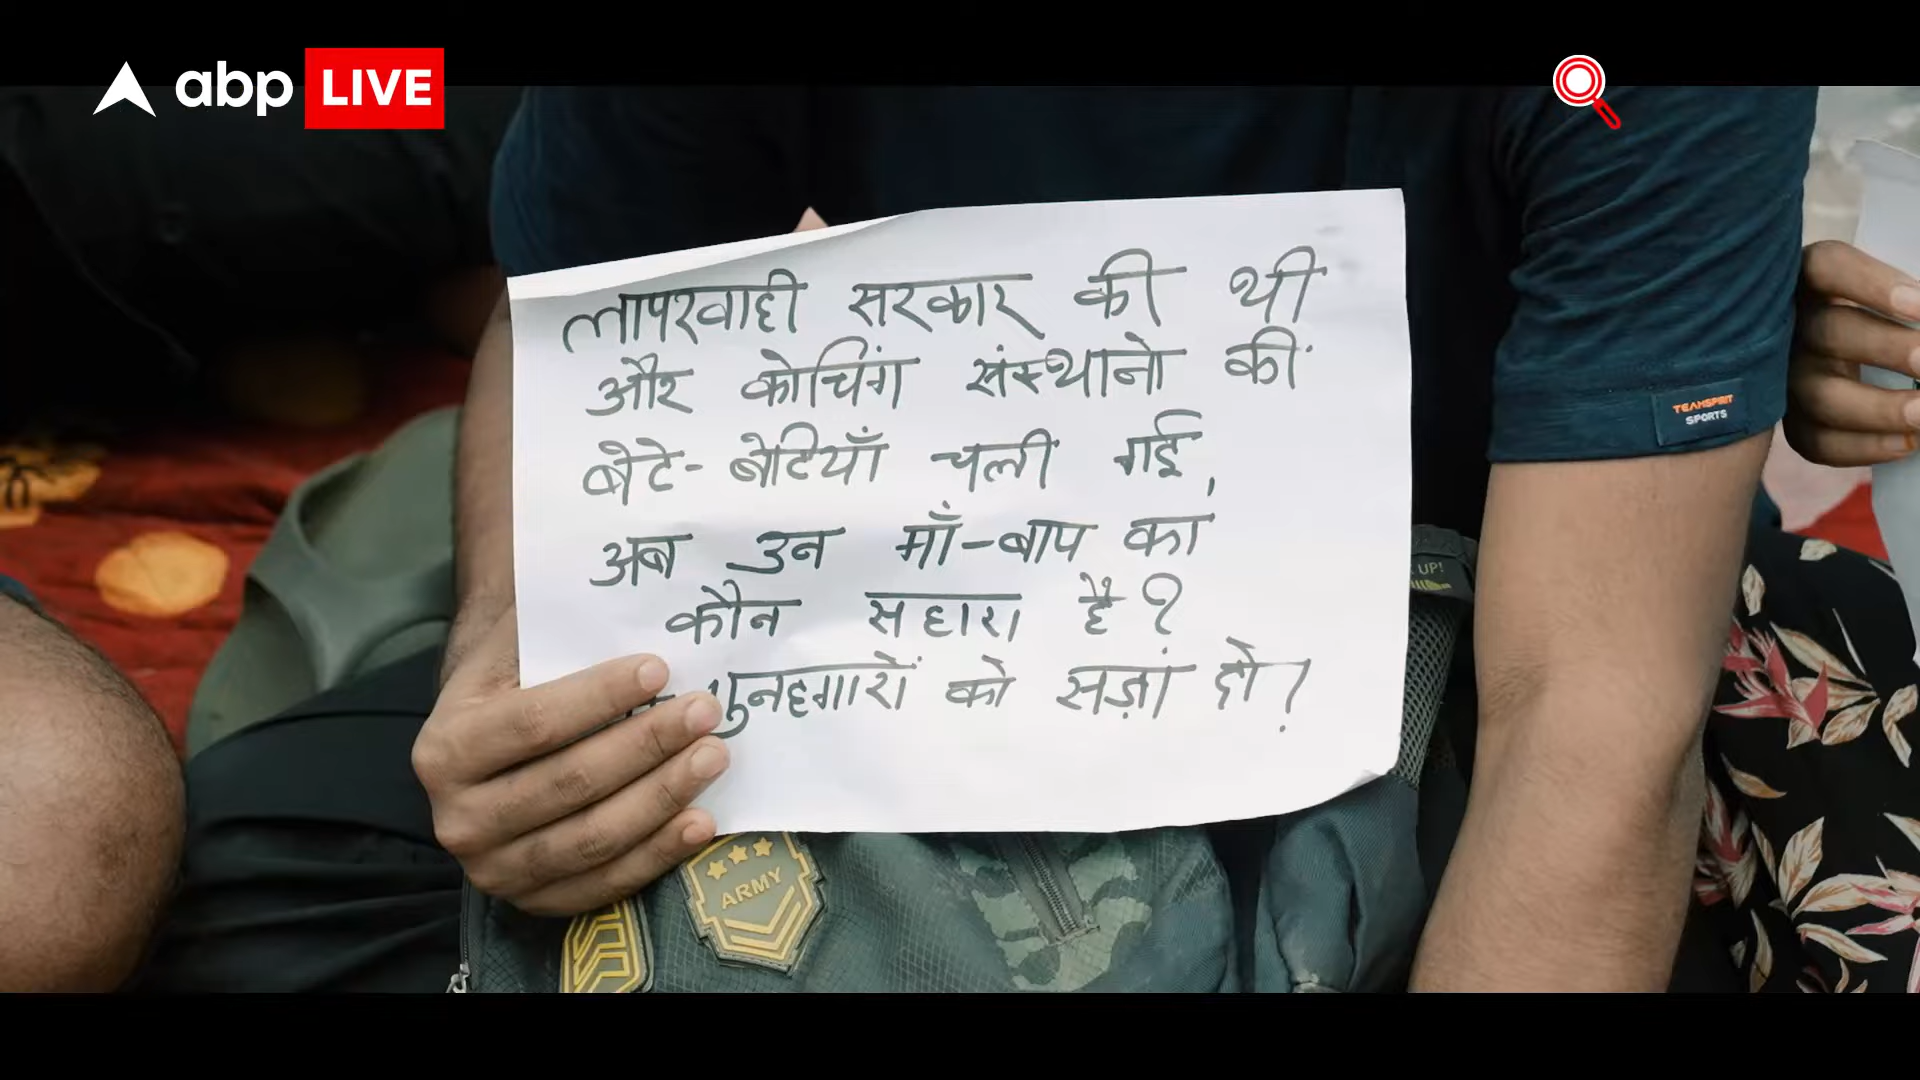 abp LIVE
लापरवाही सरकार की थी
और कोचिंग संस्थानो कीं
बेटे-बेटियाँ चली गई,
अब उन माँ-बाप का
कौन सहारा है?
गुनहगारों को सज़ां दो!
TEAMSPIRIT
SPORTS
UP!
ARMY